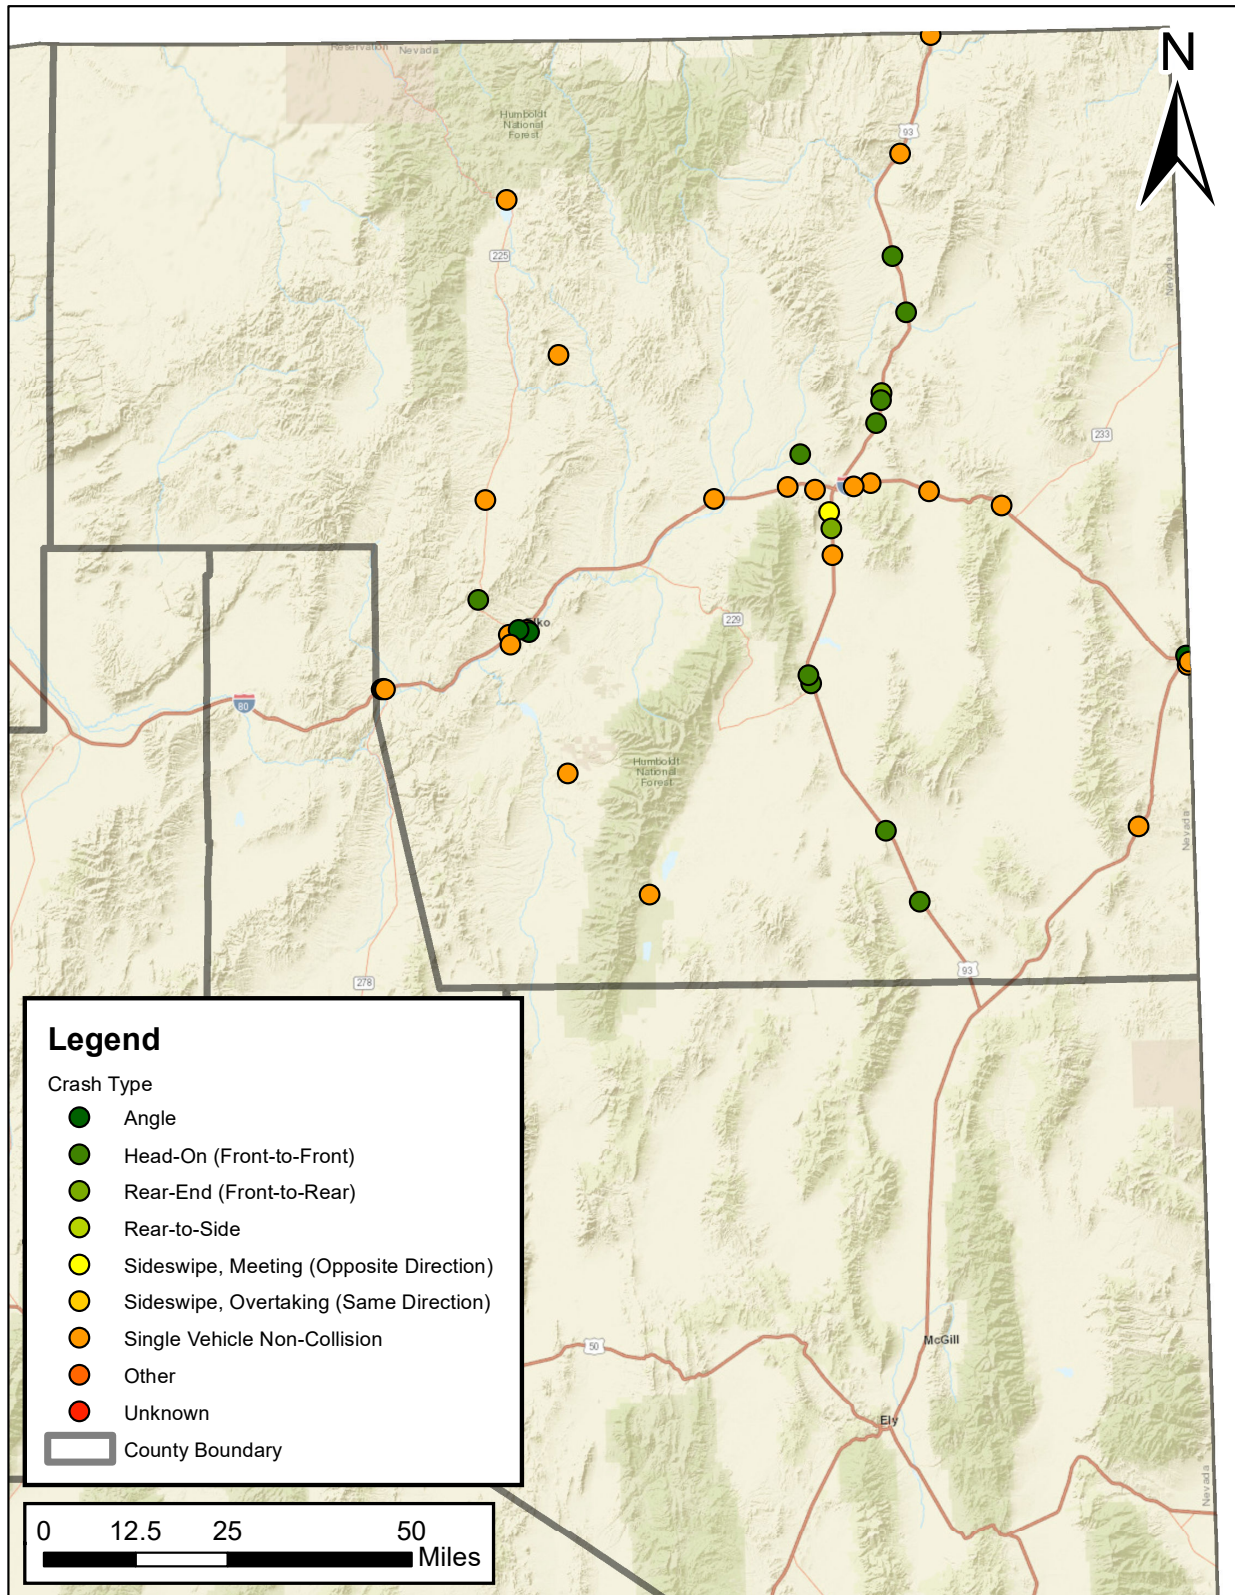 Reservation
Nevada
N
Humboldt
National
Forest
93
225
Nevada
233
Elko
229
80
Humboldt
National
Forest
Nevada
278
93
Legend
Crash Type
Angle
Head-On (Front-to-Front)
Rear-End (Front-to-Rear)
Rear-to-Side
Sideswipe, Meeting (Opposite Direction)
Sideswipe, Overtaking (Same Direction)
Single Vehicle Non-Collision
Other
Unknown
County Boundary
50
McGill
Ely
Nevada
0 12.5 25 50
Miles